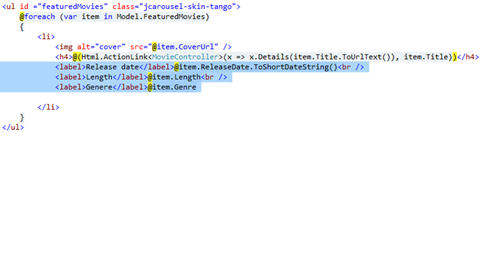 <ul id ="featuredMovies" class="jcarousel-skin-tango">
@foreach (var item in Model.FeaturedMovies)
{
<li>
<img alt="cover" src="@item.CoverUrl" />
<h4>@(Html.ActionLink<MovieController>(x => x.Details(item.Title.ToUrlText()), item.Title))</h4>
<label>Release date</label>@item.ReleaseDate.ToShortDateString()<br />
<label>Length</label>@item.Length<br />
<label>Genere</label>@item.Genre
</li>
}
</ul>